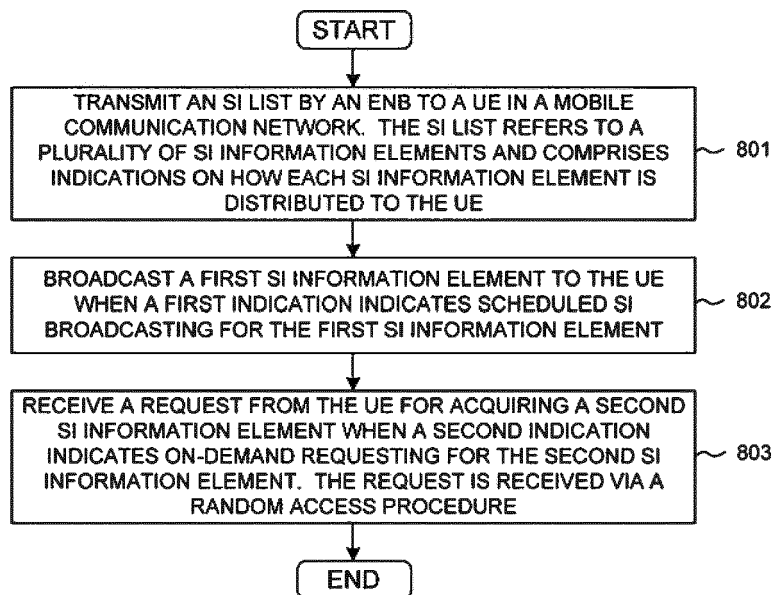 START
TRANSMIT AN SI LIST BY AN ENB TO A UE IN A MOBILE
COMMUNICATION NETWORK. THE SI LIST REFERS TO A
PLURALITY OF SI INFORMATION ELEMENTS AND COMPRISES
INDICATIONS ON HOW EACH SI INFORMATION ELEMENT IS
DISTRIBUTED TO THE UE
801
BROADCAST A FIRST SI INFORMATION ELEMENT TO THE UE
WHEN A FIRST INDICATION INDICATES SCHEDULED SI
BROADCASTING FOR THE FIRST SI INFORMATION ELEMENT
802
RECEIVE A REQUEST FROM THE UE FOR ACQUIRING A SECOND
SI INFORMATION ELEMENT WHEN A SECOND INDICATION
INDICATES ON-DEMAND REQUESTING FOR THE SECOND SI
INFORMATION ELEMENT. THE REQUEST IS RECEIVED VIA A
RANDOM ACCESS PROCEDURE
803
END